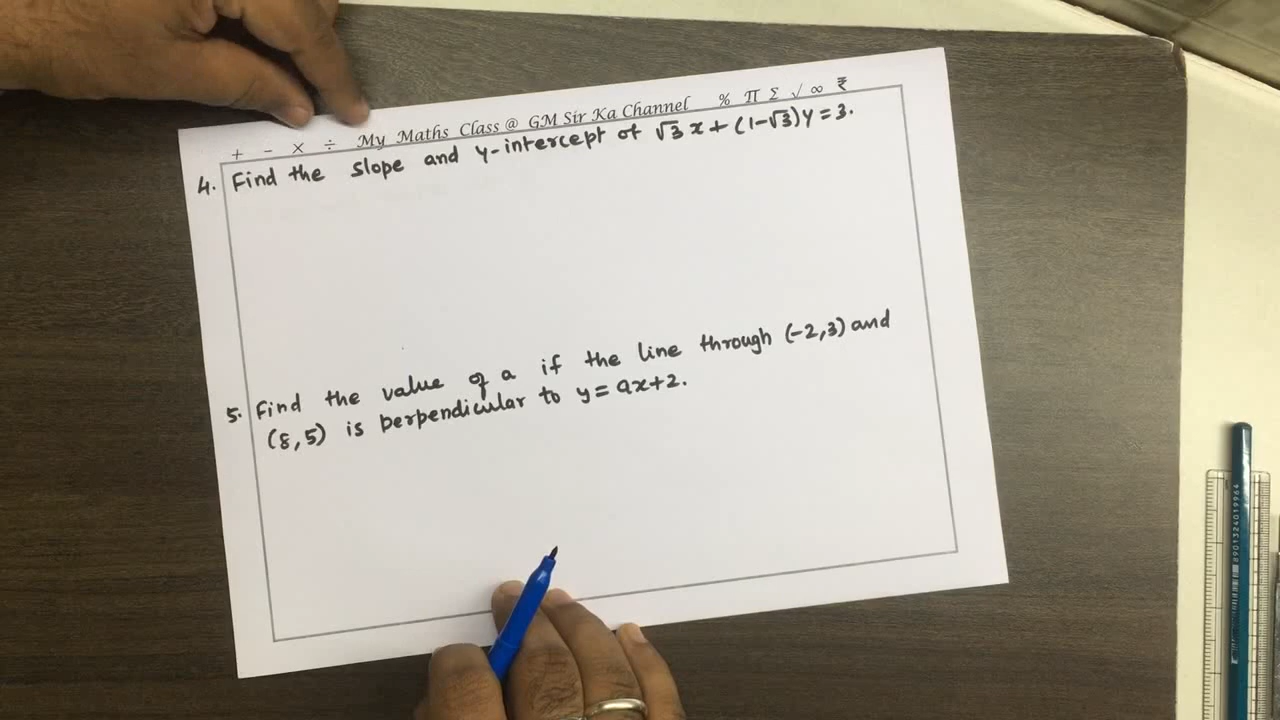 + - × ÷ My Maths Class @ GM Sir Ka Channel % Π Σ √ ∞ ₹
4. Find the slope and y-intercept of √3 x + (1-√3)y = 3.
5. Find the value of a if the line through (-2,3) and
(8,5) is perpendicular to y = ax+2.
8901324019964